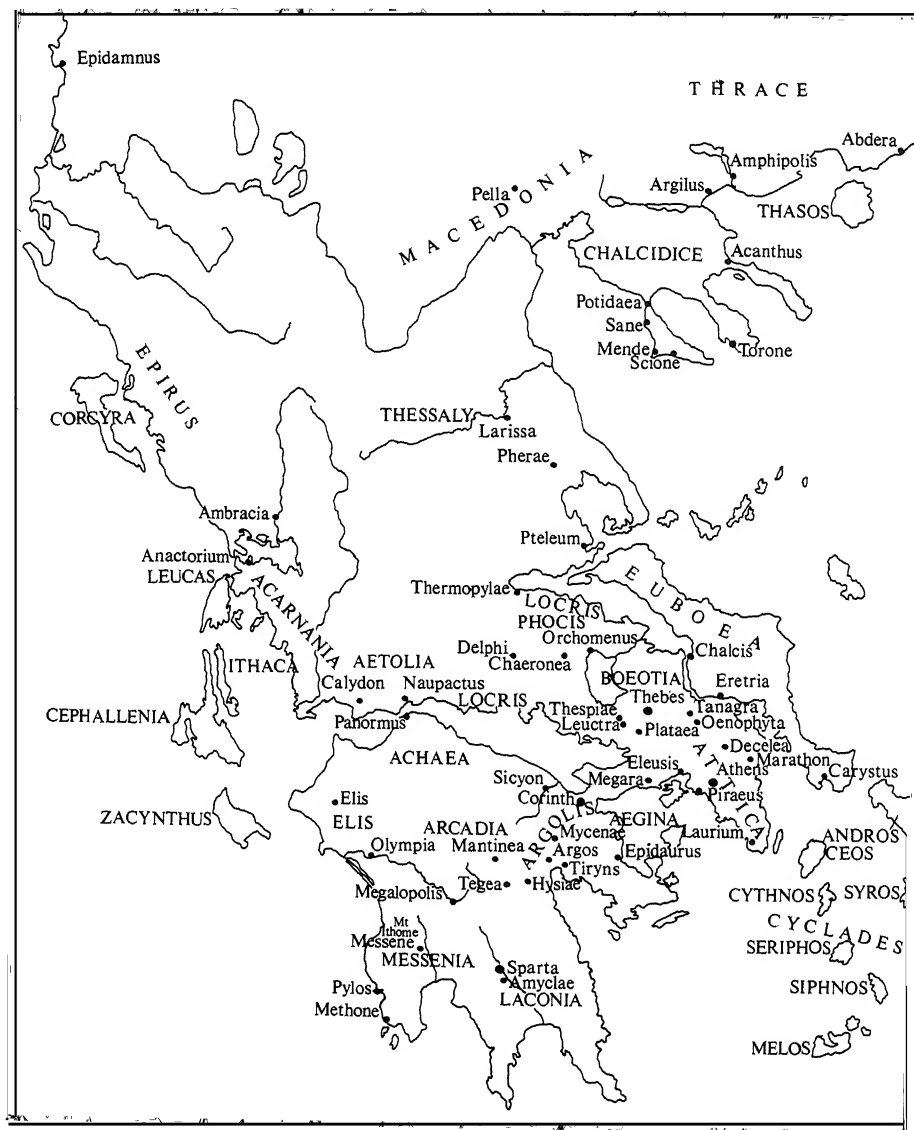 Epidamnus
THRACE
Abdera
Amphipolis
Pella
Argilus
THASOS
MACEDONIA
CHALCIDICE
Acanthus
Potidaea
Sane
Mende
Scione
Torone
EPIRUS
CORCYRA
THESSALY
Larissa
Pherae
Ambracia
Pteleum
Anactorium
LEUCAS
ACARNANIA
Thermopylae
LOCRIS
EUBOEA
PHOCIS
Orchomenus
Delphi
Chaeronea
Chalcis
ITHACA
AETOLIA
BOEOTIA
Eretria
Calydon
Naupactus
LOCRIS
Thebes
Thespiae
Tanagra
CEPHALLENIA
Panormus
Leuctra
Oenophyta
Plataea
ATTICA
Decelea
ACHAEA
Eleusis
Marathon
Sicyon
Megara
Athens
Carystus
Corinth
Piraeus
Elis
ZACYNTHUS
ELIS
ARCADIA
ARGOLIS
AEGINA
Mycenae
Laurium
ANDROS
Olympia
Mantinea
Argos
Epidaurus
CEOS
Tiryns
Tegea
Hysiae
Megalopolis
CYTHNOS
SYROS
CYCLADES
Mt
Ithome
Messene
MESSENIA
SERIPHOS
Sparta
Amyclae
Pylos
LACONIA
SIPHNOS
Methone
MELOS